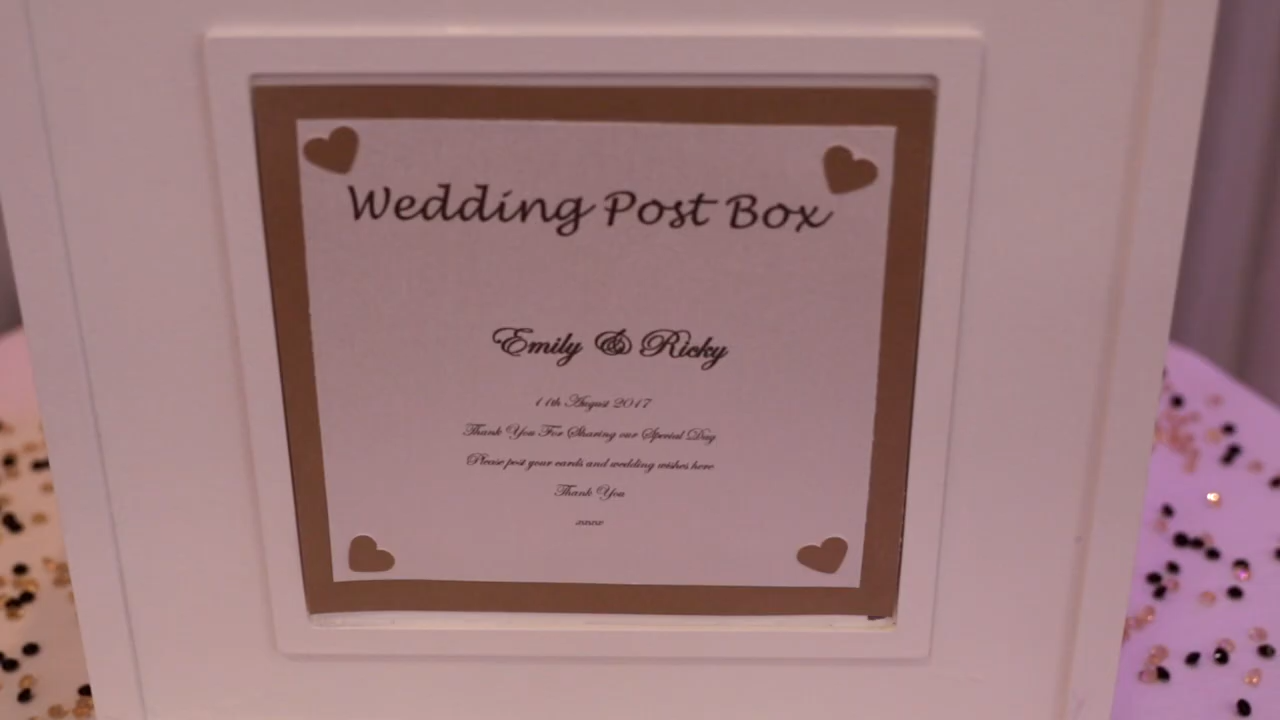 Wedding Post Box
Emily & Ricky
11th August 2017
Thank You For Sharing our Special Day
Please post your cards and wedding wishes here
Thank You
xxxx